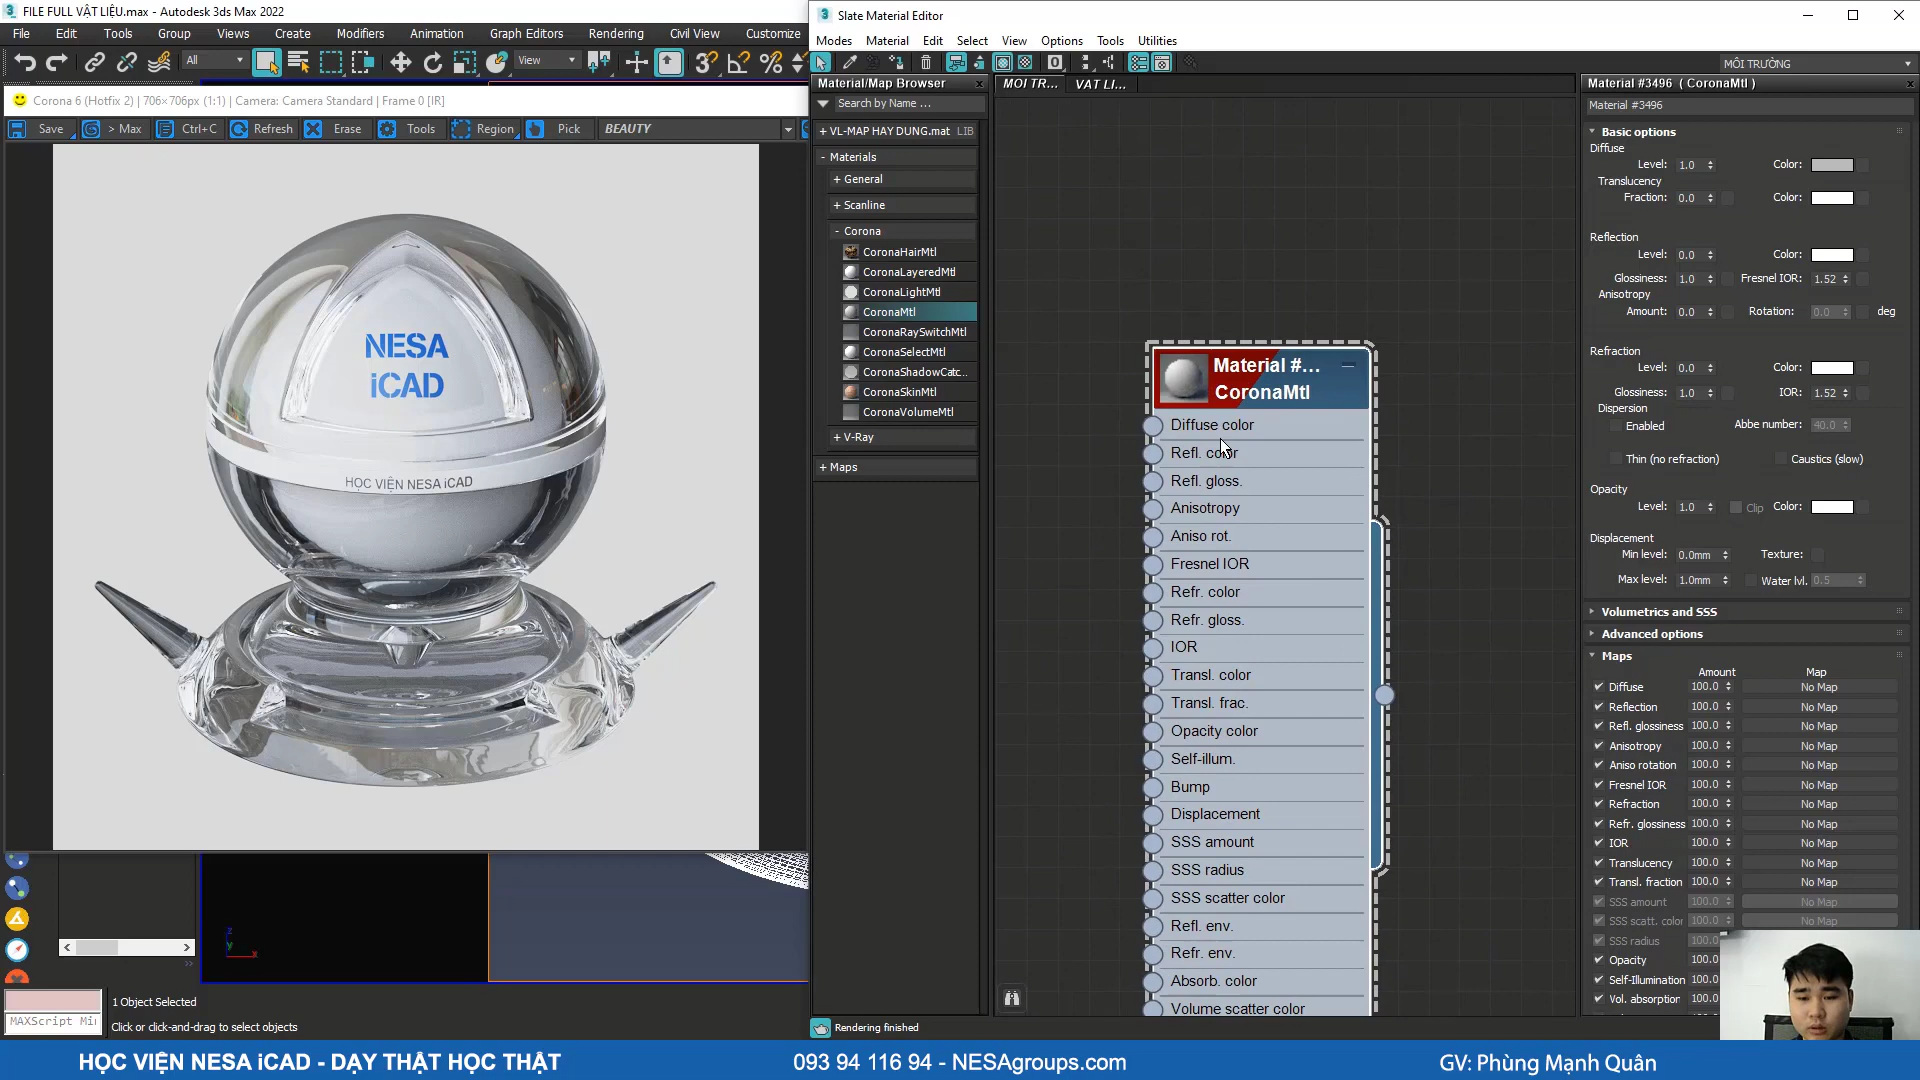 FILE FULL VẬT LIỆU.max - Autodesk 3ds Max 2022
File Edit Tools Group Views Create Modifiers Animation Graph Editors Rendering Civil View Customize
All View
Corona 6 (Hotfix 2) | 706×706px (1:1) | Camera: Camera Standard | Frame 0 [IR]
Save > Max Ctrl+C Refresh Erase Tools Region Pick BEAUTY
NESA
iCAD
HỌC VIỆN NESA iCAD
1 Object Selected
Click or click-and-drag to select objects
MAXScript Mi
Slate Material Editor
Modes Material Edit Select View Options Tools Utilities
MÔI TRƯỜNG
Material/Map Browser
Search by Name ...
+ VL-MAP HAY DUNG.mat LIB
- Materials
+ General
+ Scanline
- Corona
CoronaHairMtl
CoronaLayeredMtl
CoronaLightMtl
CoronaMtl
CoronaRaySwitchMtl
CoronaSelectMtl
CoronaShadowCatc...
CoronaSkinMtl
CoronaVolumeMtl
+ V-Ray
+ Maps
MOI TR... VAT LI...
Material #...
CoronaMtl
Diffuse color
Refl. color
Refl. gloss.
Anisotropy
Aniso rot.
Fresnel IOR
Refr. color
Refr. gloss.
IOR
Transl. color
Transl. frac.
Opacity color
Self-illum.
Bump
Displacement
SSS amount
SSS radius
SSS scatter color
Refl. env.
Refr. env.
Absorb. color
Volume scatter color
Rendering finished
Material #3496 ( CoronaMtl )
Material #3496
Basic options
Diffuse
Level: 1.0 Color:
Translucency
Fraction: 0.0 Color:
Reflection
Level: 0.0 Color:
Glossiness: 1.0 Fresnel IOR: 1.52
Anisotropy
Amount: 0.0 Rotation: 0.0 deg
Refraction
Level: 0.0 Color:
Glossiness: 1.0 IOR: 1.52
Dispersion
Enabled Abbe number: 40.0
Thin (no refraction) Caustics (slow)
Opacity
Level: 1.0 Clip Color:
Displacement
Min level: 0.0mm Texture:
Max level: 1.0mm Water lvl. 0.5
Volumetrics and SSS
Advanced options
Maps
Amount Map
Diffuse 100.0 No Map
Reflection 100.0 No Map
Refl. glossiness 100.0 No Map
Anisotropy 100.0 No Map
Aniso rotation 100.0 No Map
Fresnel IOR 100.0 No Map
Refraction 100.0 No Map
Refr. glossiness 100.0 No Map
IOR 100.0 No Map
Translucency 100.0 No Map
Transl. fraction 100.0 No Map
SSS amount 100.0 No Map
SSS scatt. color 100.0 No Map
SSS radius 100.0
Opacity 100.0
Self-Illumination 100.0
Vol. absorption 100.0
HỌC VIỆN NESA iCAD - DẠY THẬT HỌC THẬT
093 94 116 94 - NESAgroups.com
GV: Phùng Mạnh Quân